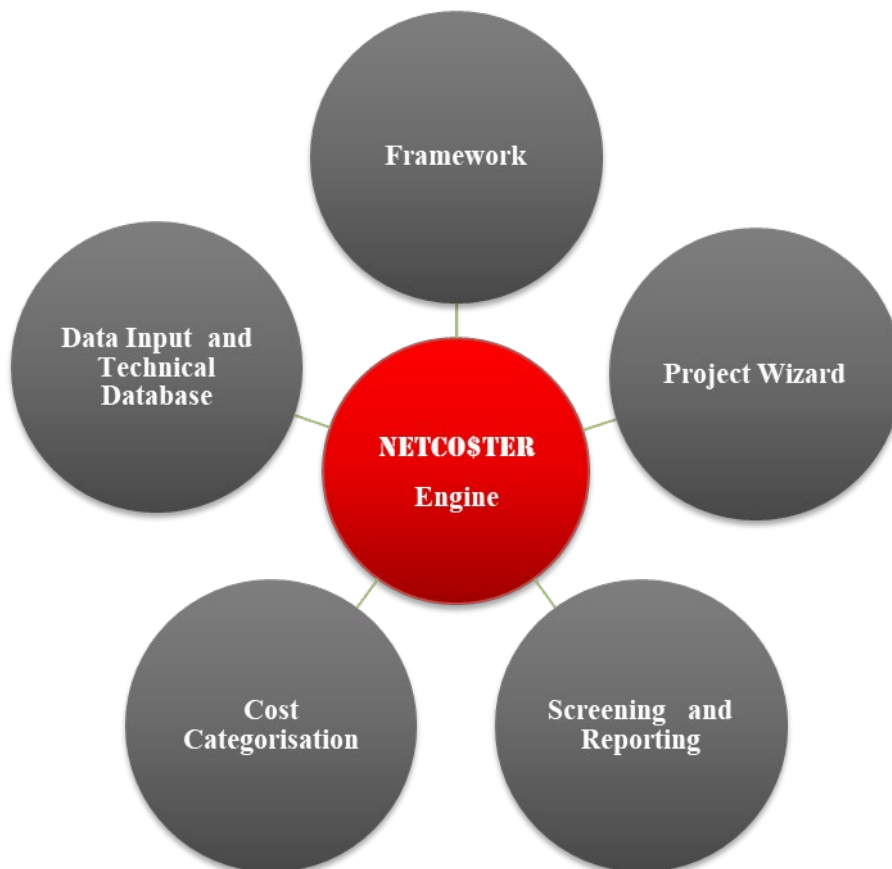 Framework
Data Input and
Technical
Database
Project Wizard
NETCO$TER
Engine
Cost
Categorisation
Screening and
Reporting